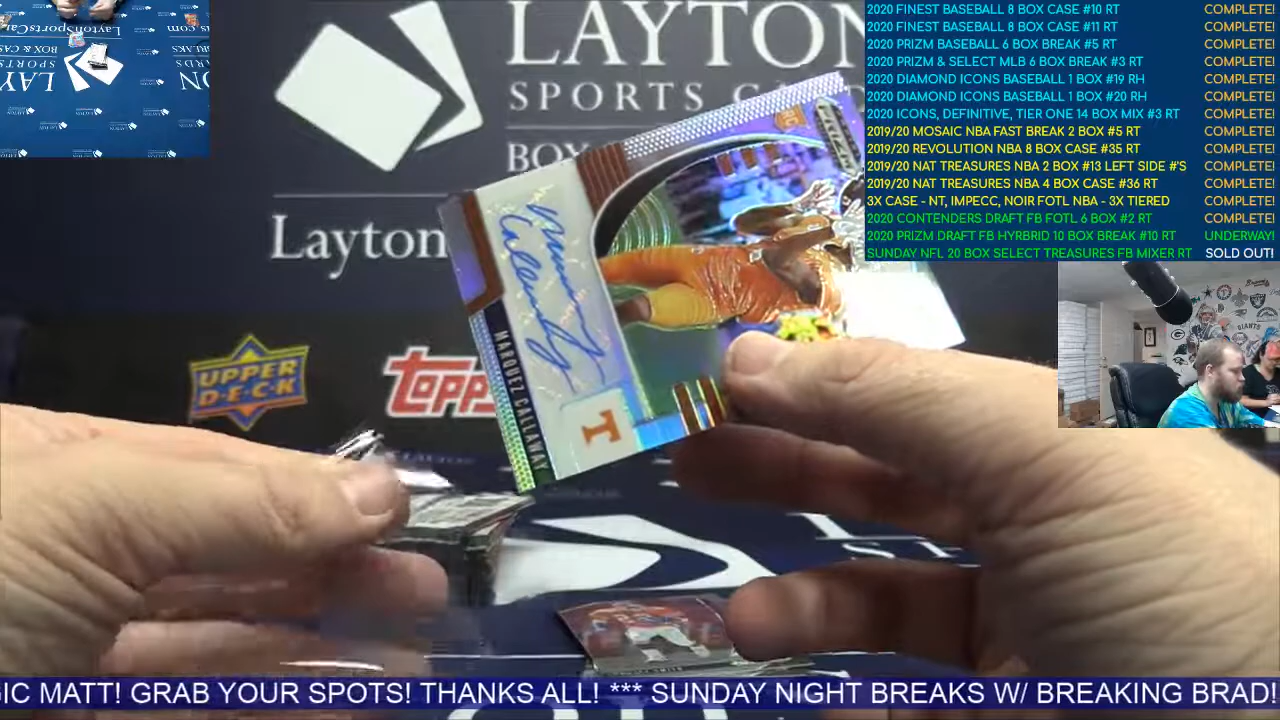 2020 FINEST BASEBALL 8 BOX CASE #10 RT COMPLETE!
2020 FINEST BASEBALL 8 BOX CASE #11 RT COMPLETE!
2020 PRIZM BASEBALL 6 BOX BREAK #5 RT COMPLETE!
2020 PRIZM & SELECT MLB 6 BOX BREAK #3 RT COMPLETE!
2020 DIAMOND ICONS BASEBALL 1 BOX #19 RH COMPLETE!
2020 DIAMOND ICONS BASEBALL 1 BOX #20 RH COMPLETE!
2020 ICONS, DEFINITIVE, TIER ONE 14 BOX MIX #3 RT COMPLETE!
2019/20 MOSAIC NBA FAST BREAK 2 BOX #5 RT COMPLETE!
2019/20 REVOLUTION NBA 8 BOX CASE #35 RT COMPLETE!
2019/20 NAT TREASURES NBA 2 BOX #13 LEFT SIDE #'S COMPLETE!
2019/20 NAT TREASURES NBA 4 BOX CASE #36 RT COMPLETE!
3X CASE - NT, IMPECC, NOIR FOTL NBA - 3X TIERED COMPLETE!
2020 CONTENDERS DRAFT FB FOTL 6 BOX #2 RT COMPLETE!
2020 PRIZM DRAFT FB HYRBRID 10 BOX BREAK #10 RT UNDERWAY!
SUNDAY NFL 20 BOX SELECT TREASURES FB MIXER RT SOLD OUT!
LAYTON
SPORTS C
BO
Layton
UPPER
DECK
TOPPS
PRIZM
RC
MARQUEZ CALLAWAY
T
GIANTS
GIC MATT! GRAB YOUR SPOTS! THANKS ALL! *** SUNDAY NIGHT BREAKS W/ BREAKING BRAD!